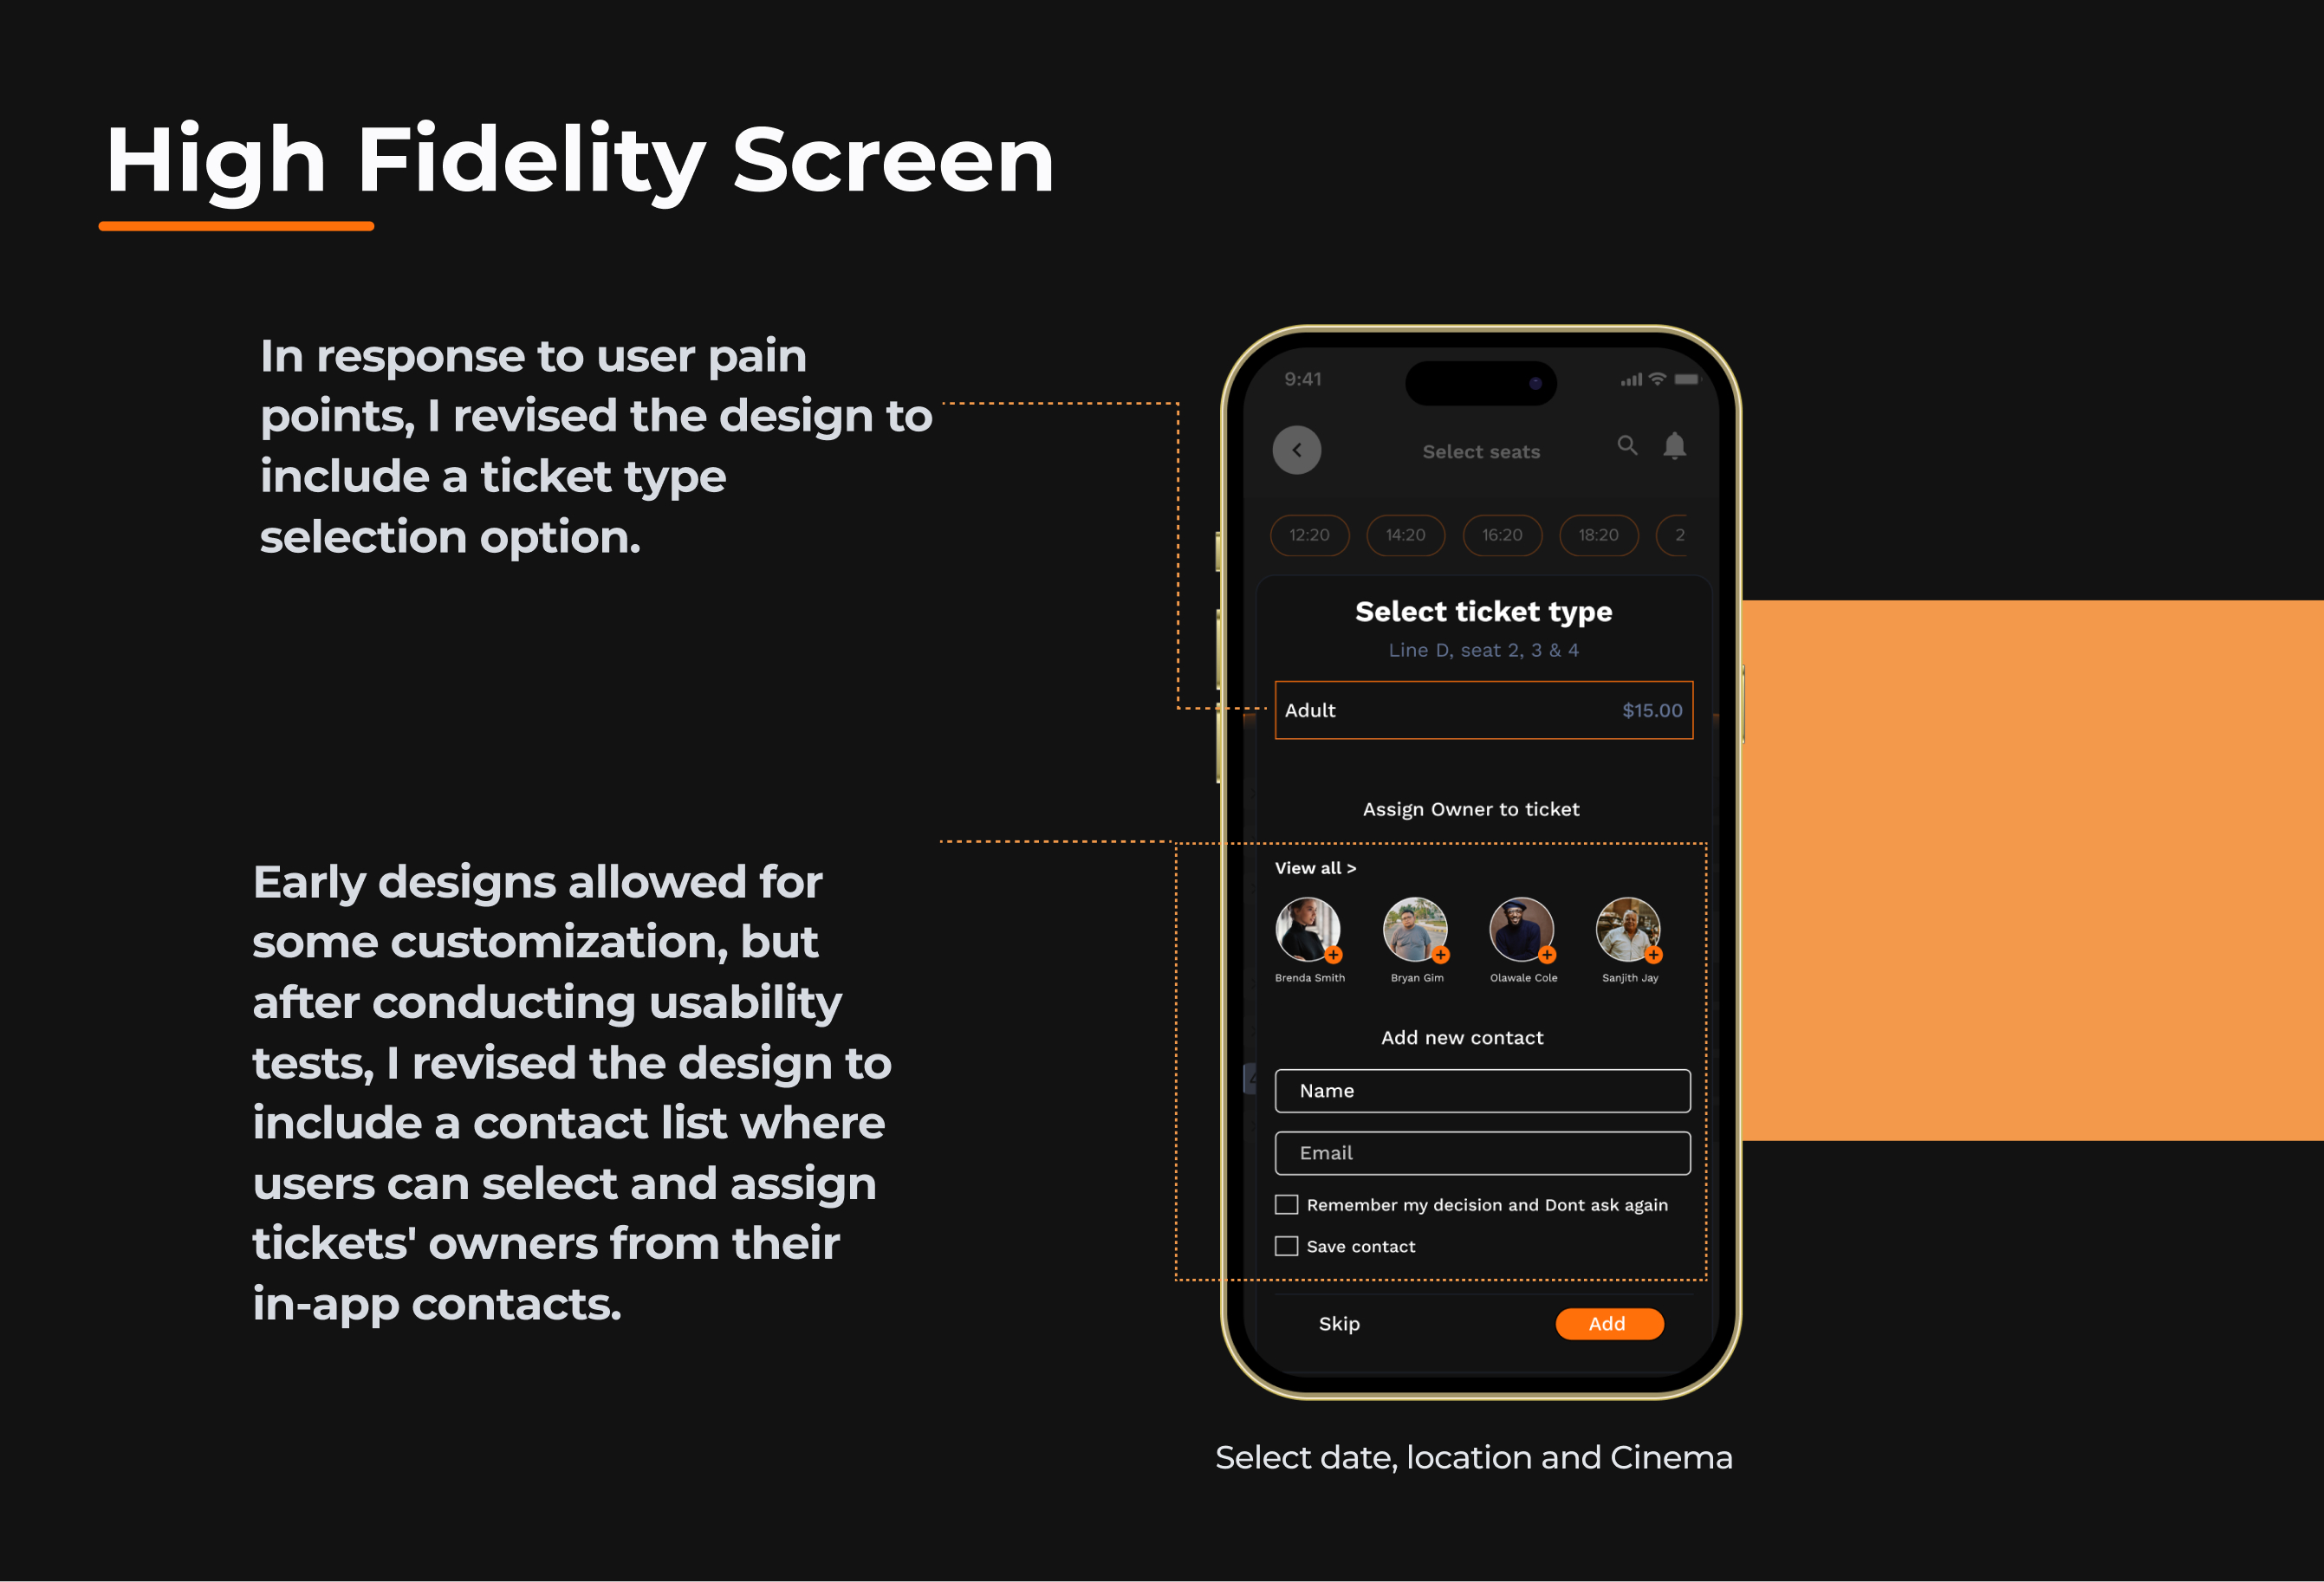 High Fidelity Screen
In response to user pain
points, I revised the design to
include a ticket type
selection option.
Early designs allowed for
some customization, but
after conducting usability
tests, I revised the design to
include a contact list where
users can select and assign
tickets' owners from their
in-app contacts.
9:41
Select seats
12:20 14:20 16:20 18:20 2
Select ticket type
Line D, seat 2, 3 & 4
Adult $15.00
Assign Owner to ticket
View all >
Brenda Smith Bryan Gim Olawale Cole Sanjith Jay
Add new contact
Name
Email
Remember my decision and Dont ask again
Save contact
Skip Add
Select date, location and Cinema